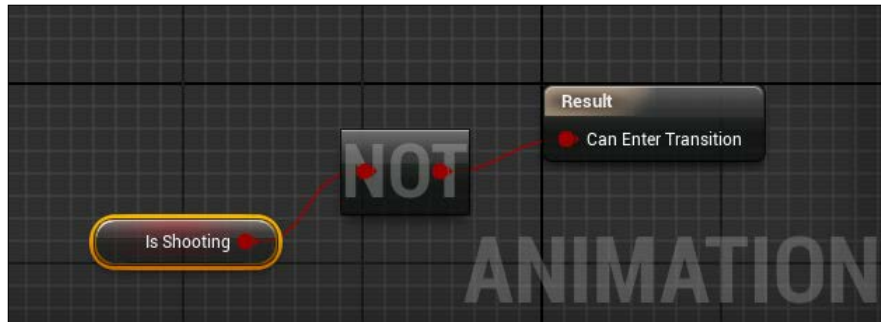 Result
Can Enter Transition
NOT
Is Shooting
ANIMATION